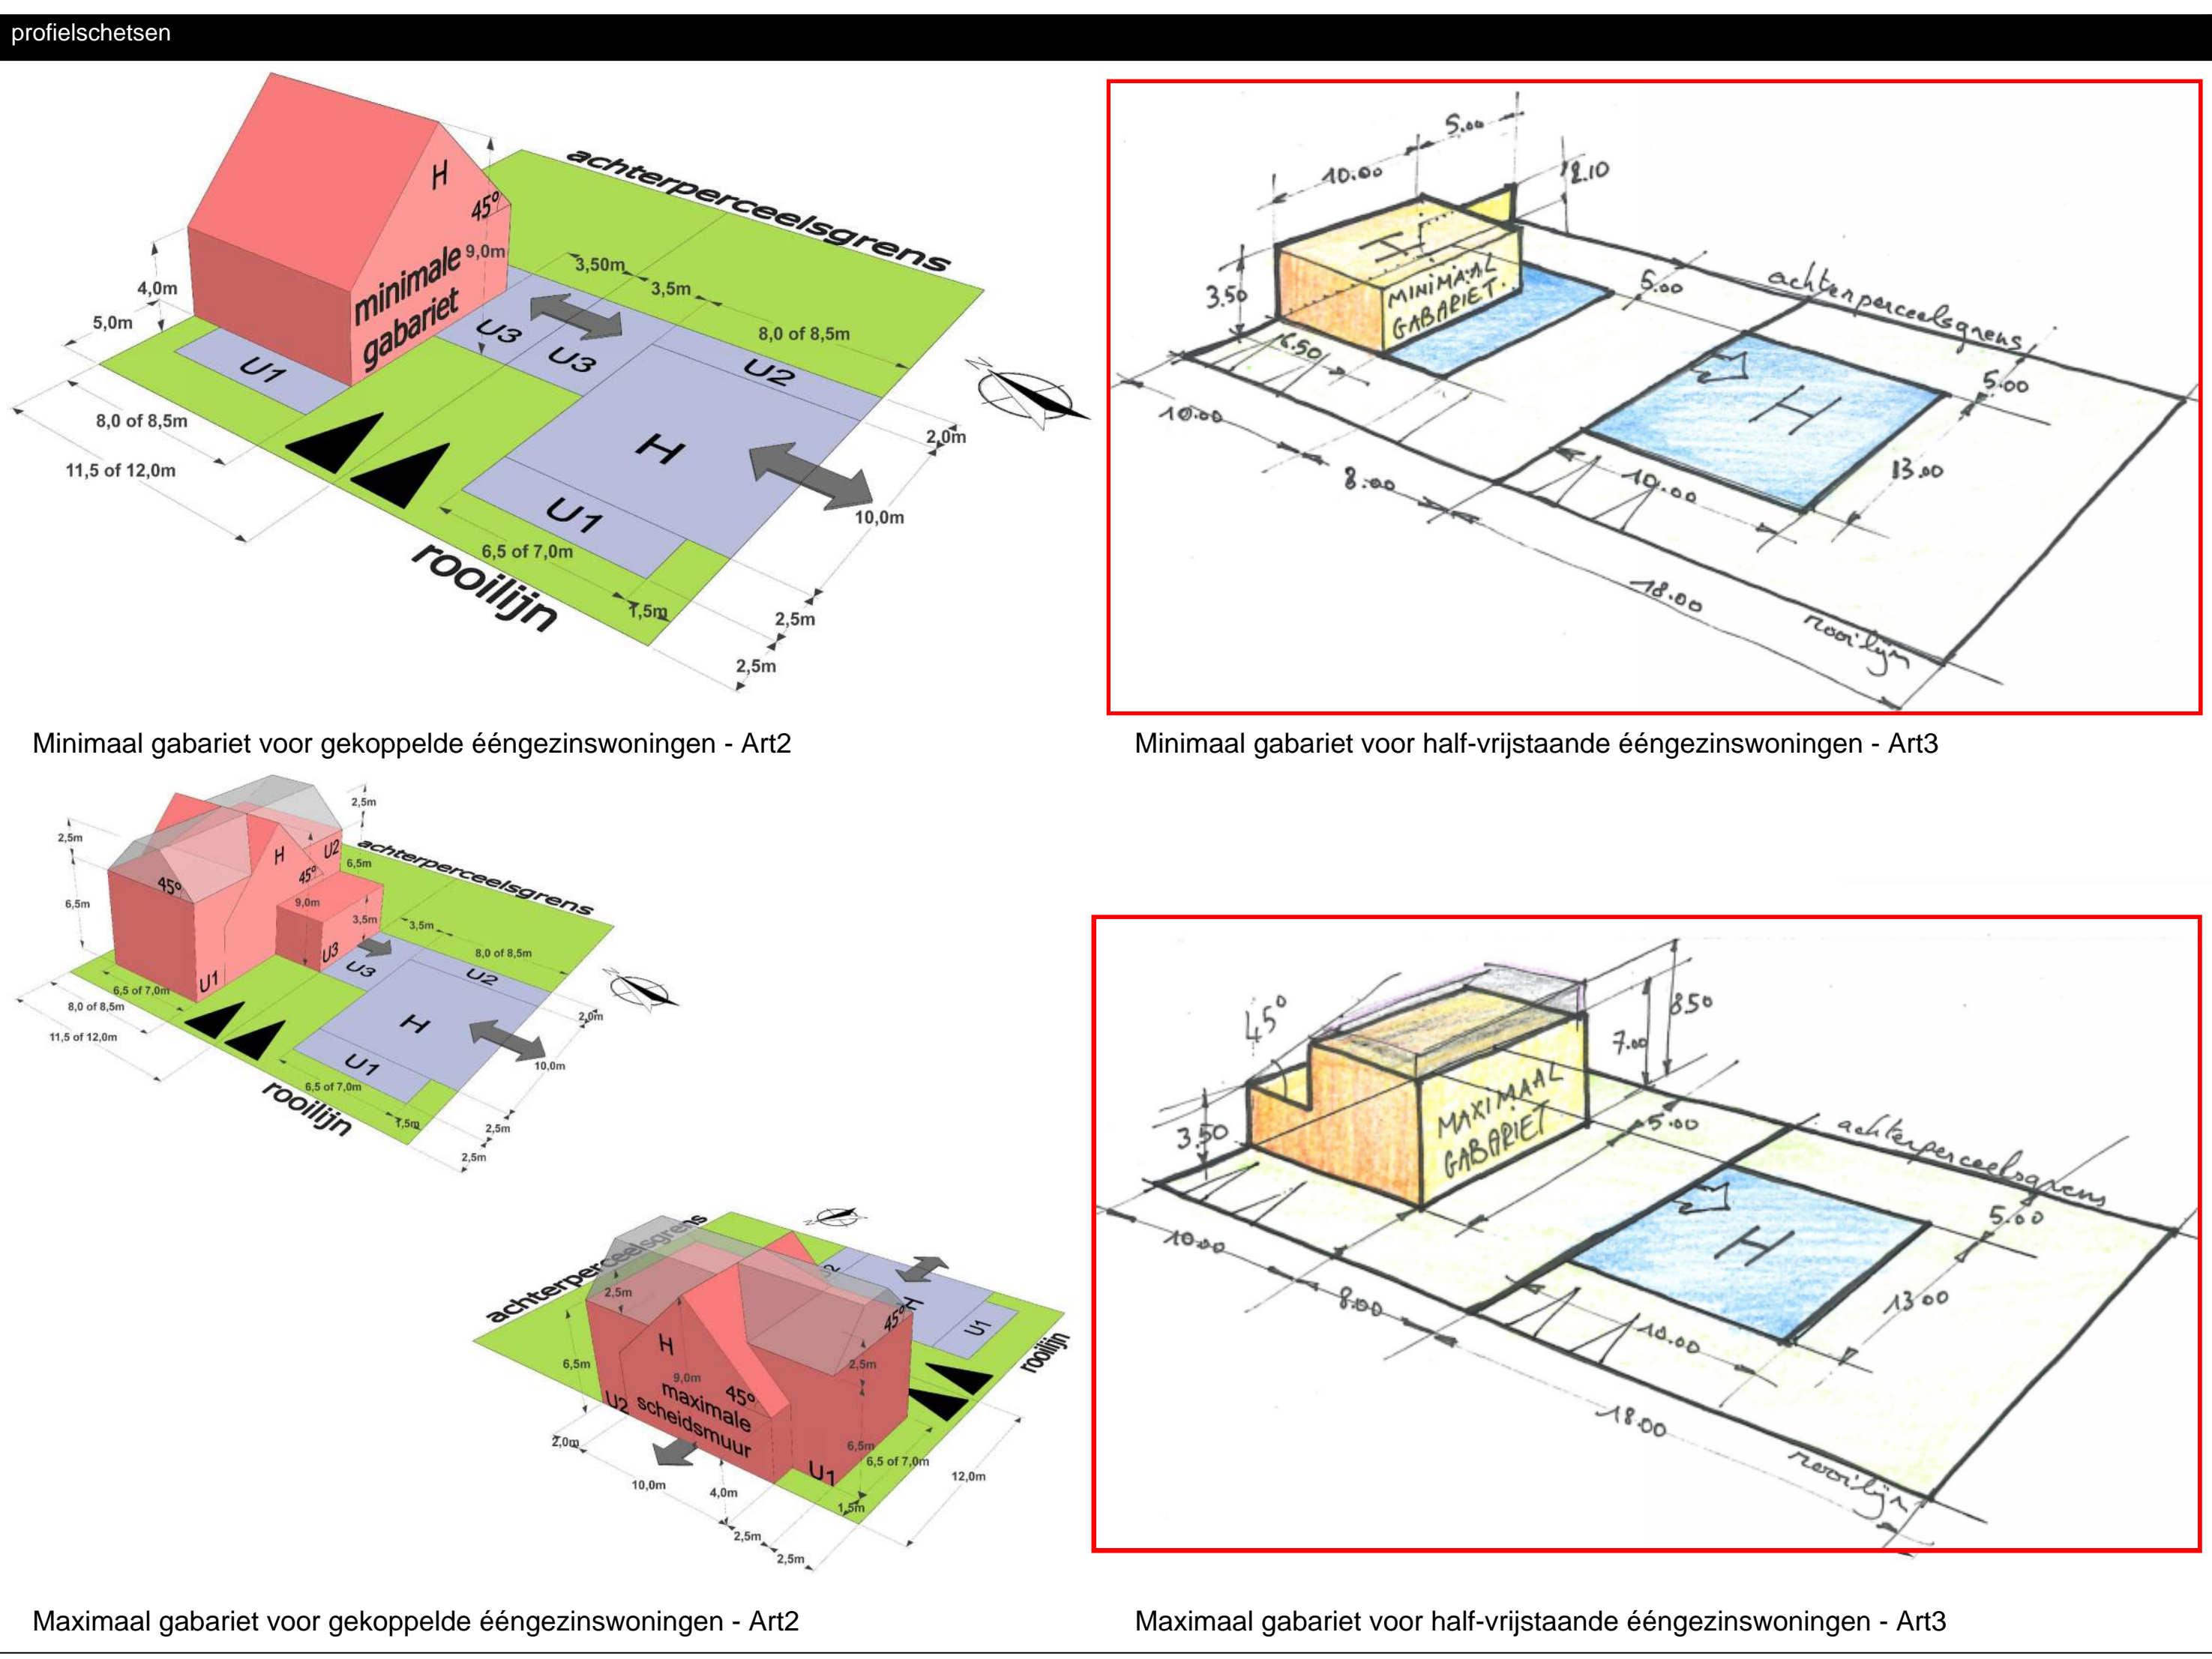 profielschetsen
H
45º
9,0m
minimale
gabariet
4,0m
5,0m
8,0 of 8,5m
11,5 of 12,0m
achterperceelsgrens
3,50m
3,5m
8,0 of 8,5m
U1
U3
U3
U2
H
U1
N
2,0m
10,0m
6,5 of 7,0m
1,5m
2,5m
2,5m
rooilijn
5.00
10.00
2.10
H
MINIMAAL
GABARIET.
3.50
6.50
5.00
achterperceelsgrens
5.00
H
10.00
8.00
10.00
13.00
18.00
rooilijn
Minimaal gabariet voor gekoppelde ééngezinswoningen - Art2
Minimaal gabariet voor half-vrijstaande ééngezinswoningen - Art3
2,5m
2,5m
H
U2
45º
45º
6,5m
6,5m
9,0m
3,5m
U3
U1
achterperceelsgrens
3,5m
8,0 of 8,5m
U3
U2
H
U1
6,5 of 7,0m
8,0 of 8,5m
11,5 of 12,0m
2,0m
10,0m
6,5 of 7,0m
1,5m
2,5m
2,5m
rooilijn
45°
8.50
7.00
MAXIMAAL
GABARIET
3.50
5.00
achterperceelsgrens
5.00
H
10.00
8.00
10.00
13.00
18.00
rooilijn
achterperceelsgrens
2,5m
H
45º
U1
rooilijn
H
2,5m
6,5m
9,0m
maximale
45º
scheidsmuur
U2
U1
6,5m
6,5 of 7,0m
2,0m
10,0m
4,0m
12,0m
1,5m
2,5m
2,5m
Maximaal gabariet voor gekoppelde ééngezinswoningen - Art2
Maximaal gabariet voor half-vrijstaande ééngezinswoningen - Art3